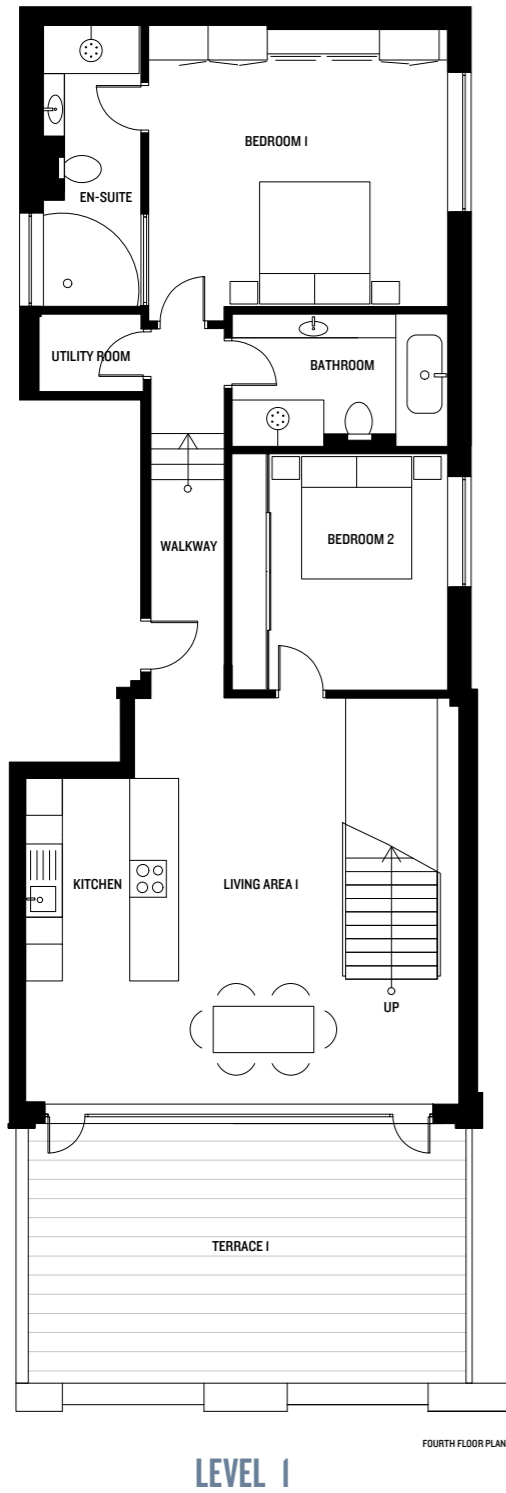 BEDROOM 1
EN-SUITE
UTILITY ROOM
BATHROOM
BEDROOM 2
WALKWAY
KITCHEN
LIVING AREA 1
UP
TERRACE 1
FOURTH FLOOR PLAN
LEVEL 1